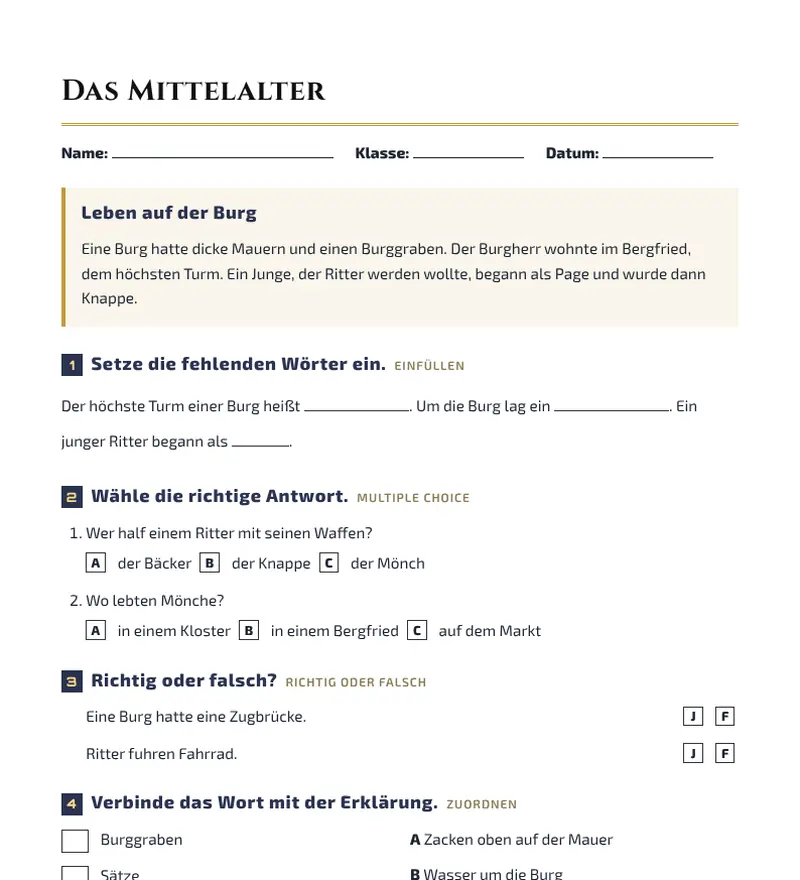 Das Mittelalter
Name: Klasse: Datum:
Leben auf der Burg
Eine Burg hatte dicke Mauern und einen Burggraben. Der Burgherr wohnte im Bergfried,
dem höchsten Turm. Ein Junge, der Ritter werden wollte, begann als Page und wurde dann
Knappe.
1 Setze die fehlenden Wörter ein. EINFÜLLEN
Der höchste Turm einer Burg heißt ____________. Um die Burg lag ein ____________. Ein
junger Ritter begann als ______.
2 Wähle die richtige Antwort. MULTIPLE CHOICE
1. Wer half einem Ritter mit seinen Waffen?
A der Bäcker B der Knappe C der Mönch
2. Wo lebten Mönche?
A in einem Kloster B in einem Bergfried C auf dem Markt
3 Richtig oder falsch? RICHTIG ODER FALSCH
Eine Burg hatte eine Zugbrücke. J F
Ritter fuhren Fahrrad. J F
4 Verbinde das Wort mit der Erklärung. ZUORDNEN
Burggraben A Zacken oben auf der Mauer
Sätze B Wasser um die Burg